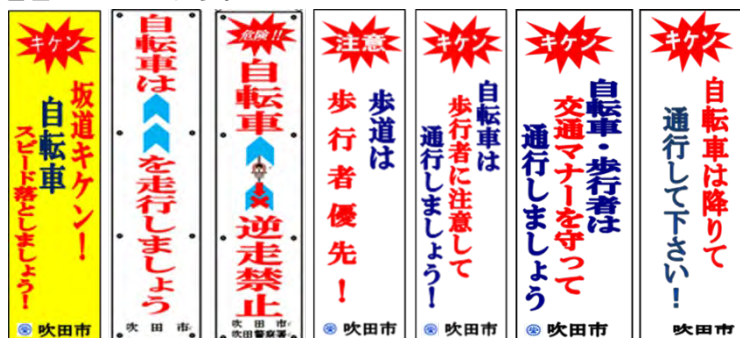 キケン
坂道キケン！
自転車
スピード落としましょう！
吹田市
自転車は
を走行しましょう
吹田市
危険!!
自転車
逆走禁止
吹田市
吹田警察署
注意
歩道は
歩行者優先！
吹田市
キケン
自転車は
歩行者に注意して
通行しましょう！
吹田市
キケン
自転車・歩行者は
交通マナーを守って
通行しましょう
吹田市
キケン
自転車は降りて
通行して下さい！
吹田市